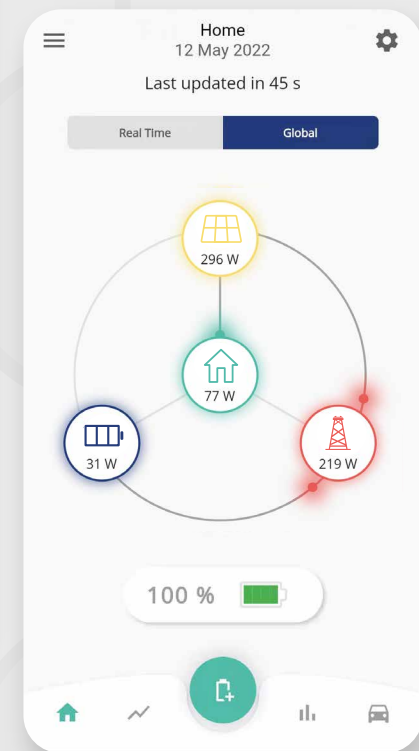 Home
12 May 2022
Last updated in 45 s
Real Time
Global
296 W
77 W
31 W
219 W
100 %